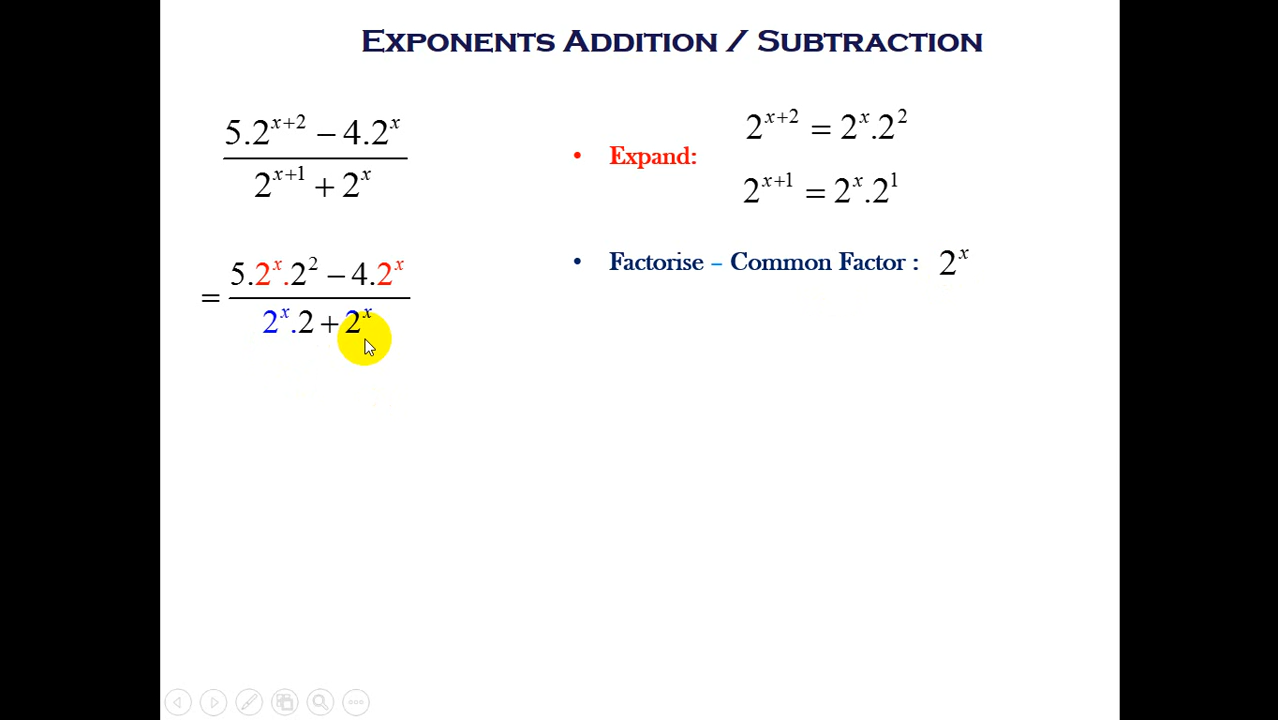 Exponents Addition / Subtraction
5.2^{x+2} − 4.2^x
2^{x+1} + 2^x
• Expand:
2^{x+2} = 2^x.2^2
2^{x+1} = 2^x.2^1
= 5.2^x.2^2 − 4.2^x
2^x.2 + 2^x
• Factorise – Common Factor : 2^x